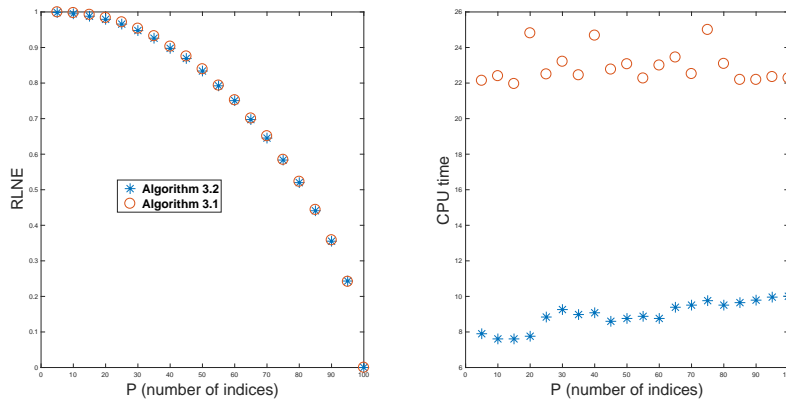 1
0.9
0.8
0.7
0.6
0.5
0.4
0.3
0.2
0.1
0
RLNE
Algorithm 3.2
Algorithm 3.1
0 10 20 30 40 50 60 70 80 90 100
P (number of indices)
26
24
22
20
18
16
14
12
10
8
6
CPU time
0 10 20 30 40 50 60 70 80 90
P (number of indices)